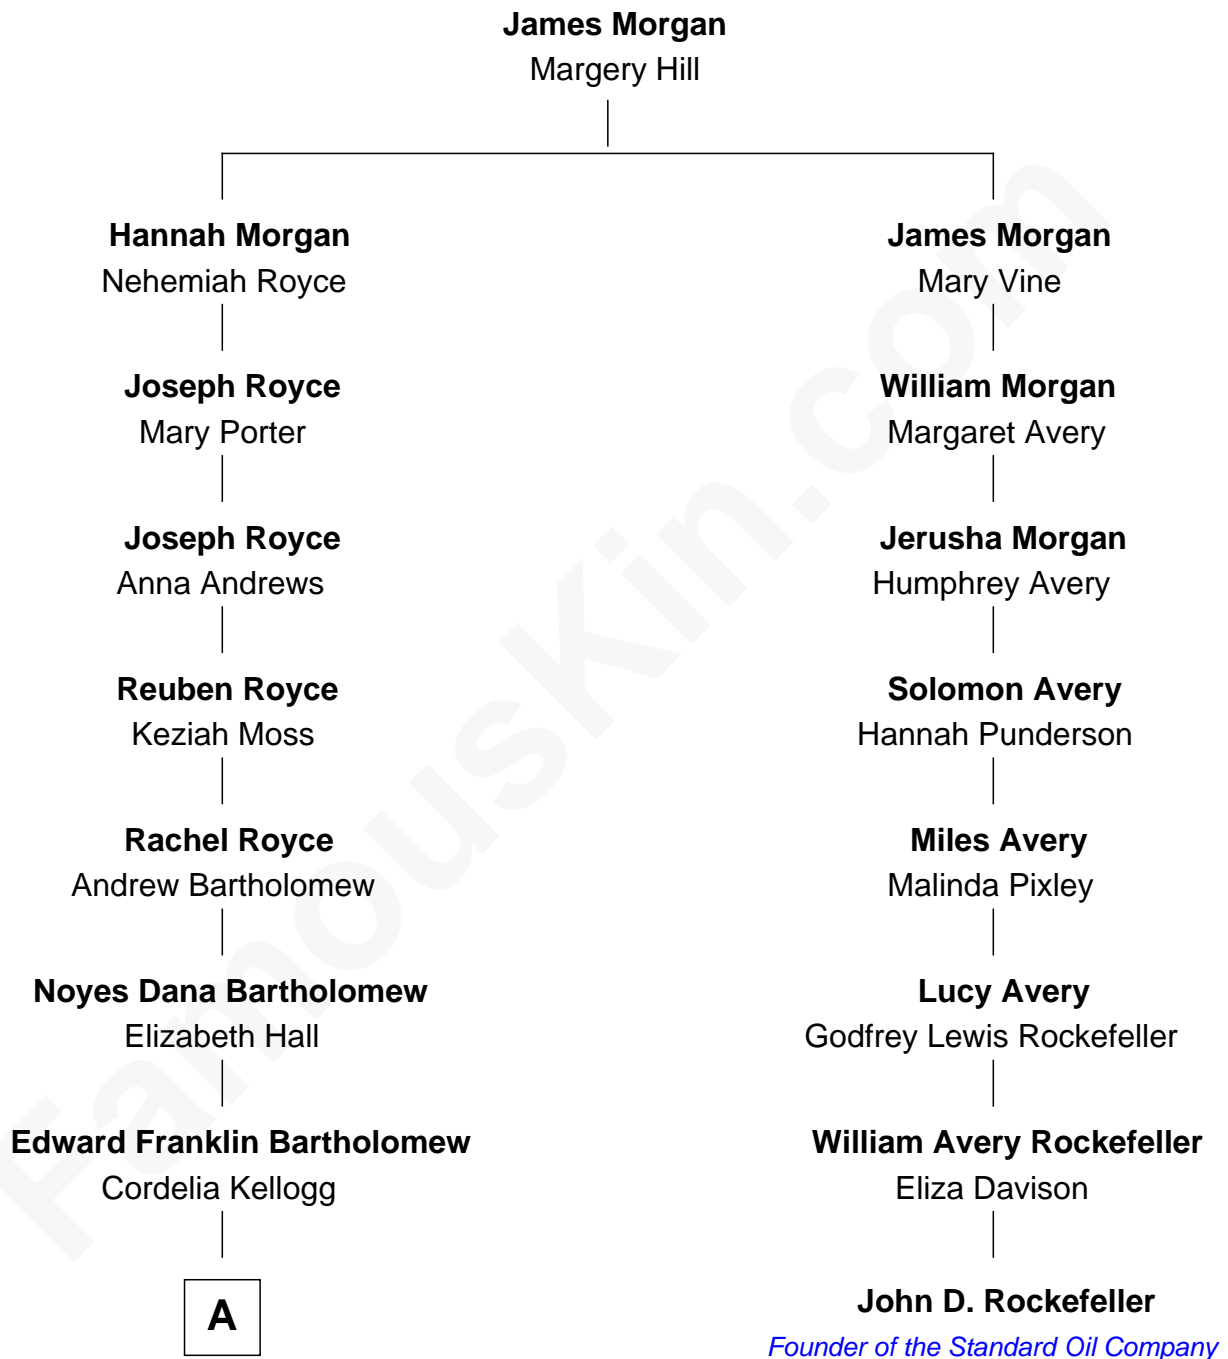 James Morgan
Margery Hill
Hannah Morgan
Nehemiah Royce
James Morgan
Mary Vine
Joseph Royce
Mary Porter
William Morgan
Margaret Avery
Joseph Royce
Anna Andrews
Jerusha Morgan
Humphrey Avery
Reuben Royce
Keziah Moss
Solomon Avery
Hannah Punderson
Rachel Royce
Andrew Bartholomew
Miles Avery
Malinda Pixley
Noyes Dana Bartholomew
Elizabeth Hall
Lucy Avery
Godfrey Lewis Rockefeller
Edward Franklin Bartholomew
Cordelia Kellogg
William Avery Rockefeller
Eliza Davison
A
John D. Rockefeller
Founder of the Standard Oil Company
FamousKin.com